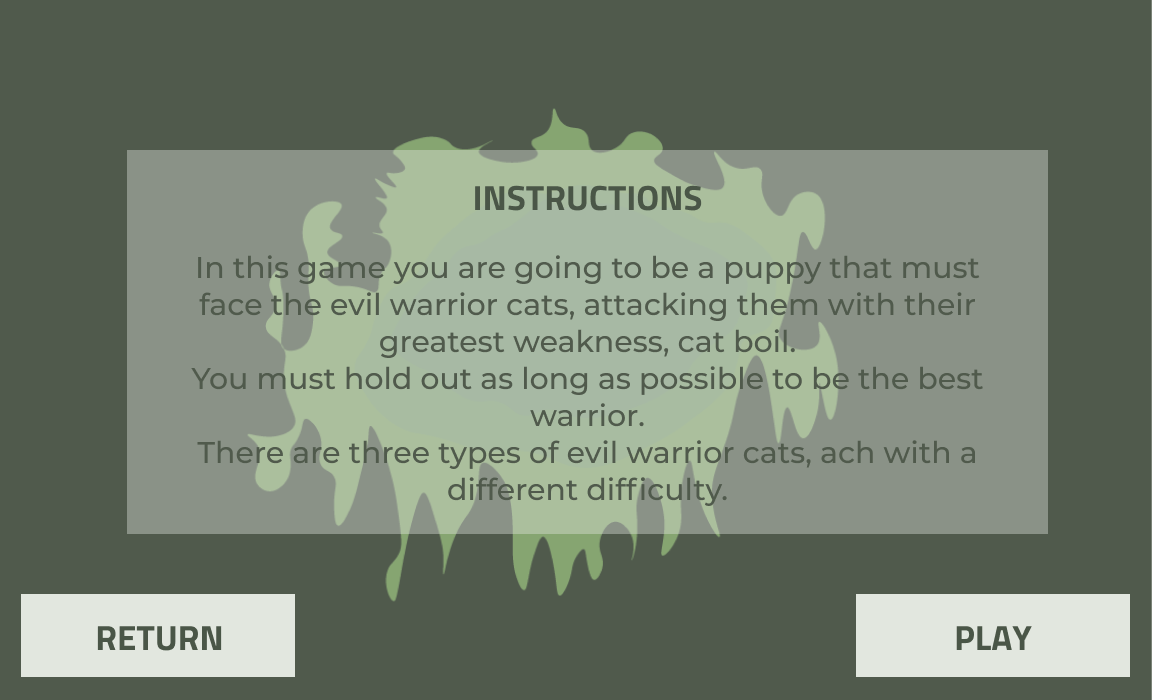 INSTRUCTIONS
In this game you are going to be a puppy that must
face the evil warrior cats, attacking them with their
greatest weakness, cat boil.
You must hold out as long as possible to be the best
warrior.
There are three types of evil warrior cats, ach with a
different difficulty.
RETURN
PLAY